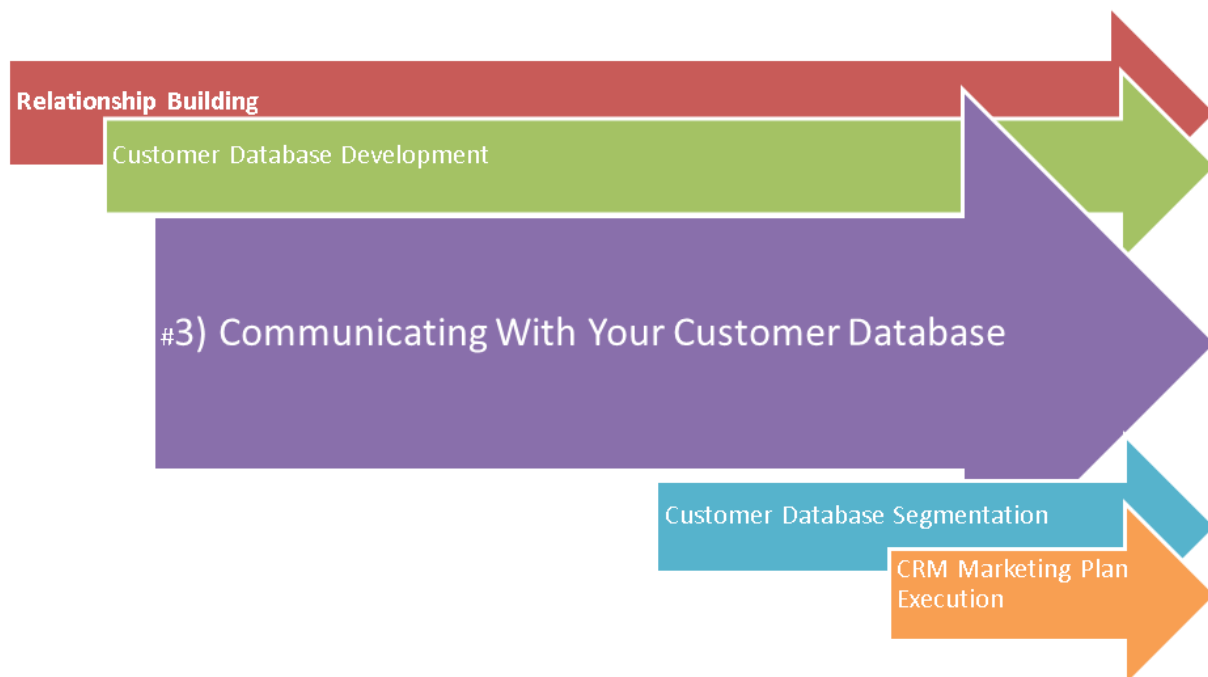 Relationship Building
Customer Database Development
#3) Communicating With Your Customer Database
Customer Database Segmentation
CRM Marketing Plan
Execution